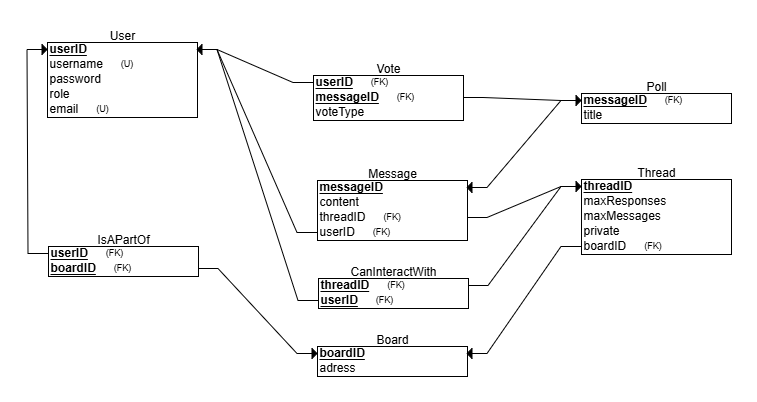 User
userID
username (U)
password
role
email (U)
Vote
userID (FK)
messageID (FK)
voteType
Poll
messageID (FK)
title
Message
messageID
content
threadID (FK)
userID (FK)
Thread
threadID
maxResponses
maxMessages
private
boardID (FK)
IsAPartOf
userID (FK)
boardID (FK)
CanInteractWith
threadID (FK)
userID (FK)
Board
boardID
adress